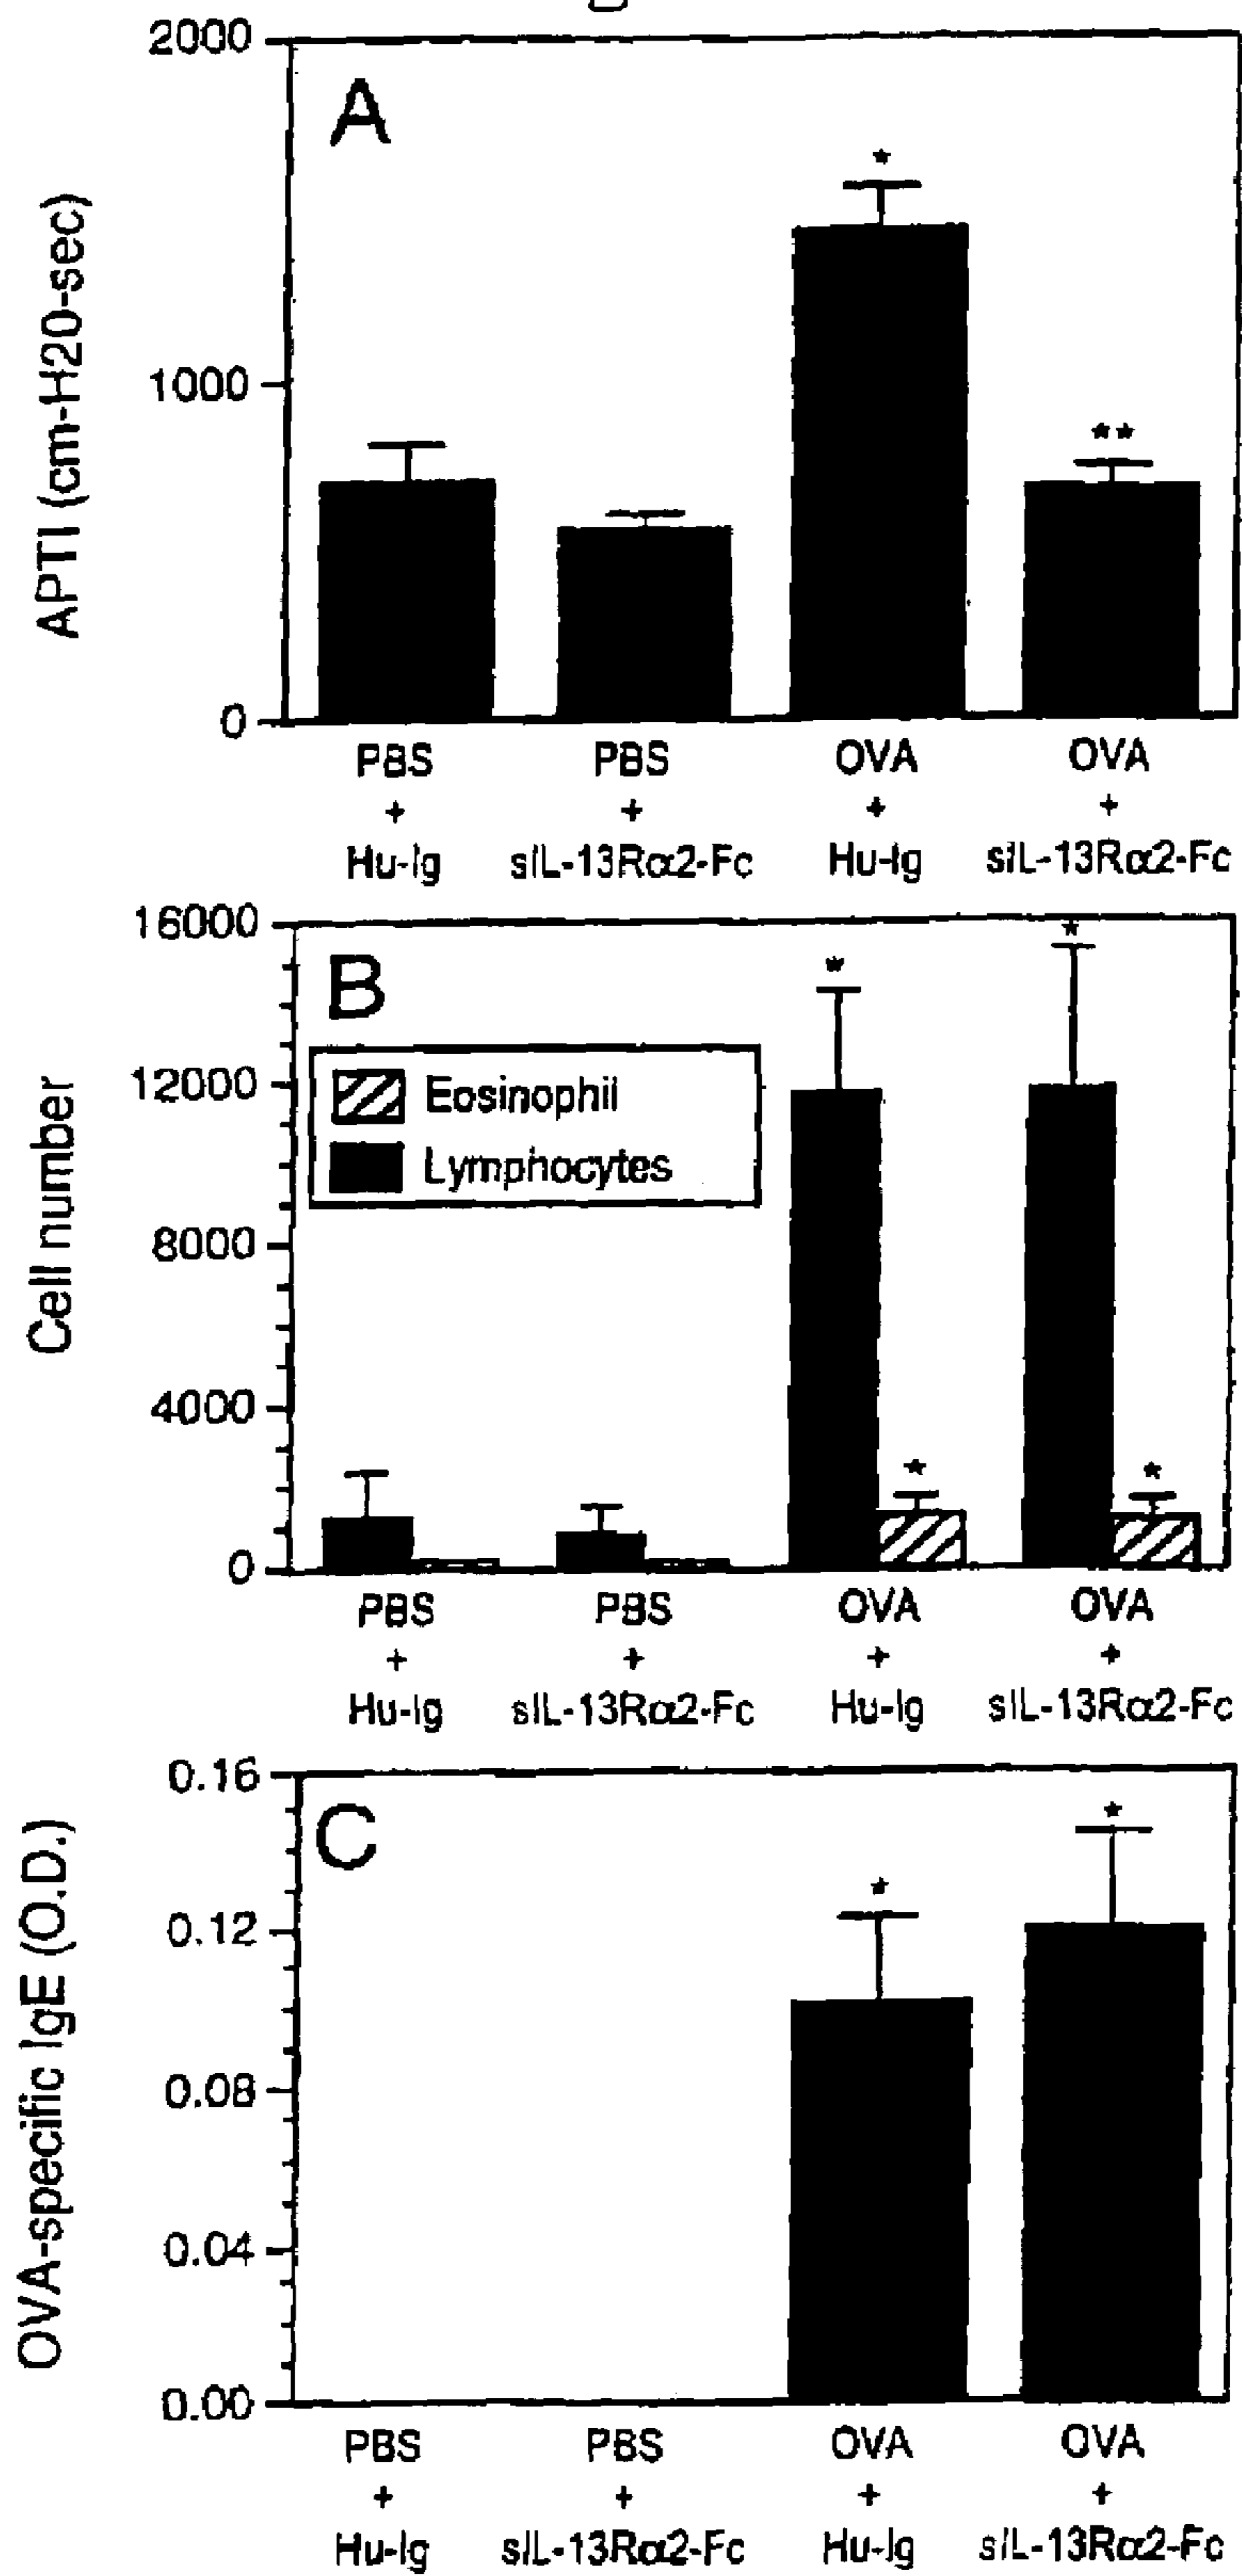 2000
A
*
APTI (cm-H20-sec)
1000
**
0
PBS PBS OVA OVA
+ + + +
Hu-Ig sIL-13Rα2-Fc Hu-Ig sIL-13Rα2-Fc
16000
B
* *
Eosinophil
Lymphocytes
12000
Cell number
8000
4000
* *
0
PBS PBS OVA OVA
+ + + +
Hu-Ig sIL-13Rα2-Fc Hu-Ig sIL-13Rα2-Fc
0.16
C
* *
OVA-specific IgE (O.D.)
0.12
0.08
0.04
0.00
PBS PBS OVA OVA
+ + + +
Hu-Ig sIL-13Rα2-Fc Hu-Ig sIL-13Rα2-Fc